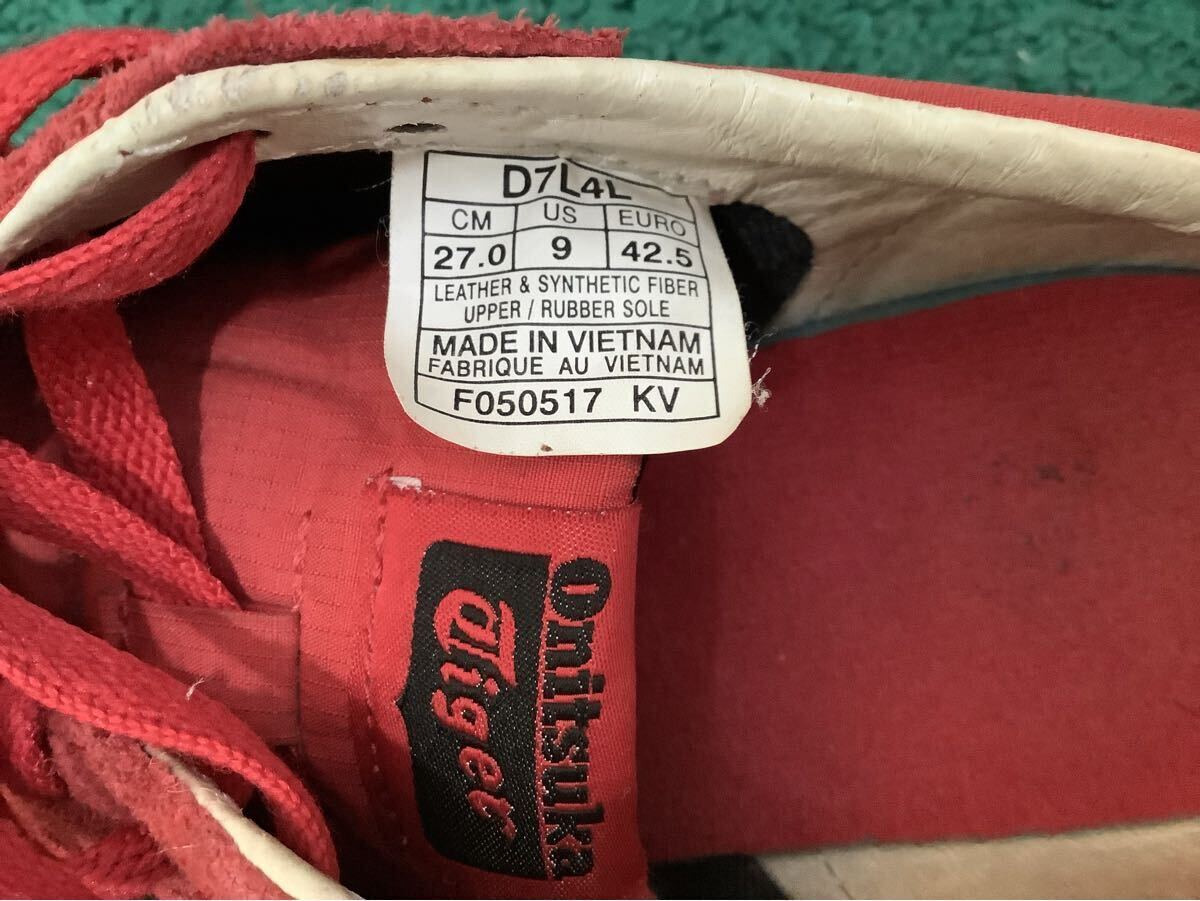 D7L4L
CM US EURO
27.0 9 42.5
LEATHER & SYNTHETIC FIBER
UPPER / RUBBER SOLE
MADE IN VIETNAM
FABRIQUE AU VIETNAM
F050517 KV
Onitsuka
Tiger